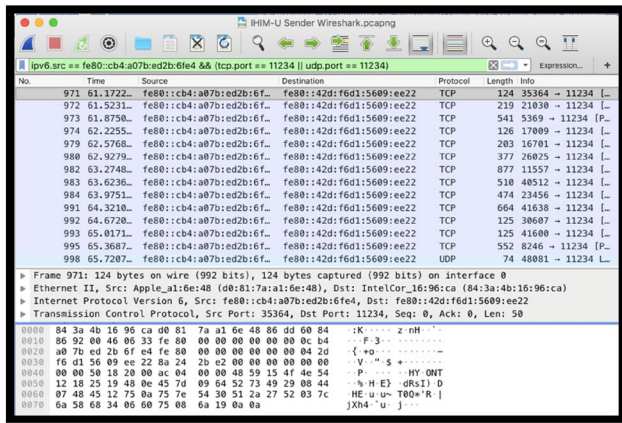 IHIM-U Sender Wireshark.pcapng
ipv6.src == fe80::cb4:a07b:ed2b:6fe4 && (tcp.port == 11234 || udp.port == 11234)
Expression...
+
No. Time Source Destination Protocol Length Info
971 61.1722… fe80::cb4:a07b:ed2b:6f… fe80::42d:f6d1:5609:ee22 TCP 124 35364 → 11234 [...
972 61.5231… fe80::cb4:a07b:ed2b:6f… fe80::42d:f6d1:5609:ee22 TCP 219 21030 → 11234 [...
973 61.8750… fe80::cb4:a07b:ed2b:6f… fe80::42d:f6d1:5609:ee22 TCP 541 5369 → 11234 [P...
974 62.2255… fe80::cb4:a07b:ed2b:6f… fe80::42d:f6d1:5609:ee22 TCP 126 17009 → 11234 [...
979 62.5768… fe80::cb4:a07b:ed2b:6f… fe80::42d:f6d1:5609:ee22 TCP 203 16701 → 11234 [...
980 62.9279… fe80::cb4:a07b:ed2b:6f… fe80::42d:f6d1:5609:ee22 TCP 377 26025 → 11234 [...
982 63.2748… fe80::cb4:a07b:ed2b:6f… fe80::42d:f6d1:5609:ee22 TCP 877 11557 → 11234 [...
983 63.6236… fe80::cb4:a07b:ed2b:6f… fe80::42d:f6d1:5609:ee22 TCP 510 40512 → 11234 [...
984 63.9751… fe80::cb4:a07b:ed2b:6f… fe80::42d:f6d1:5609:ee22 TCP 474 23456 → 11234 [...
991 64.3210… fe80::cb4:a07b:ed2b:6f… fe80::42d:f6d1:5609:ee22 TCP 664 41638 → 11234 [...
992 64.6720… fe80::cb4:a07b:ed2b:6f… fe80::42d:f6d1:5609:ee22 TCP 125 30607 → 11234 [...
993 65.0171… fe80::cb4:a07b:ed2b:6f… fe80::42d:f6d1:5609:ee22 TCP 125 41600 → 11234 [...
995 65.3687… fe80::cb4:a07b:ed2b:6f… fe80::42d:f6d1:5609:ee22 TCP 552 8246 → 11234 [P...
998 65.7207… fe80::cb4:a07b:ed2b:6f… fe80::42d:f6d1:5609:ee22 UDP 74 48081 → 11234 L...
Frame 971: 124 bytes on wire (992 bits), 124 bytes captured (992 bits) on interface 0
Ethernet II, Src: Apple_a1:6e:48 (d0:81:7a:a1:6e:48), Dst: IntelCor_16:96:ca (84:3a:4b:16:96:ca)
Internet Protocol Version 6, Src: fe80::cb4:a07b:ed2b:6fe4, Dst: fe80::42d:f6d1:5609:ee22
Transmission Control Protocol, Src Port: 35364, Dst Port: 11234, Seq: 0, Ack: 0, Len: 50
0000 84 3a 4b 16 96 ca d0 81 7a a1 6e 48 86 dd 60 84 ·:K····· z·nH··`·
0010 86 92 00 46 06 33 fe 80 00 00 00 00 00 00 0c b4 ···F·3·· ········
0020 a0 7b ed 2b 6f e4 fe 80 00 00 00 00 00 00 04 2d ·{·+o··· ·······-
0030 f6 d1 56 09 ee 22 8a 24 2b e2 00 00 00 00 00 00 ··V··"·$ +·······
0040 00 00 50 18 20 00 ac 04 00 00 48 59 15 4f 4e 54 ··P· ··· ··HY·ONT
0050 12 18 25 19 48 0e 45 7d 09 64 52 73 49 29 08 44 ··%·H·E} ·dRsI)·D
0060 07 48 45 12 75 0a 75 7e 54 30 51 2a 27 52 03 7c ·HE·u·u~ T0Q*'R·|
0070 6a 58 68 34 06 60 75 08 6a 19 0a 0a jXh4·`u· j···